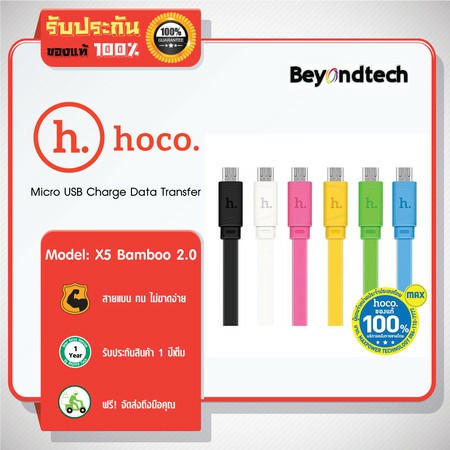 รับประกัน
ของแท้ 100%
100%
GUARANTEE
Beyondtech
h. hoco.
Micro USB Charge Data Transfer
h. h. h. h. h. h.
Model: X5 Bamboo 2.0
สายแบน ทน ไม่ขาดง่าย
1
Year
รับประกันสินค้า 1 ปีเต็ม
ฟรี! จัดส่งถึงมือคุณ
MAX
hoco.
ของแท้
100%